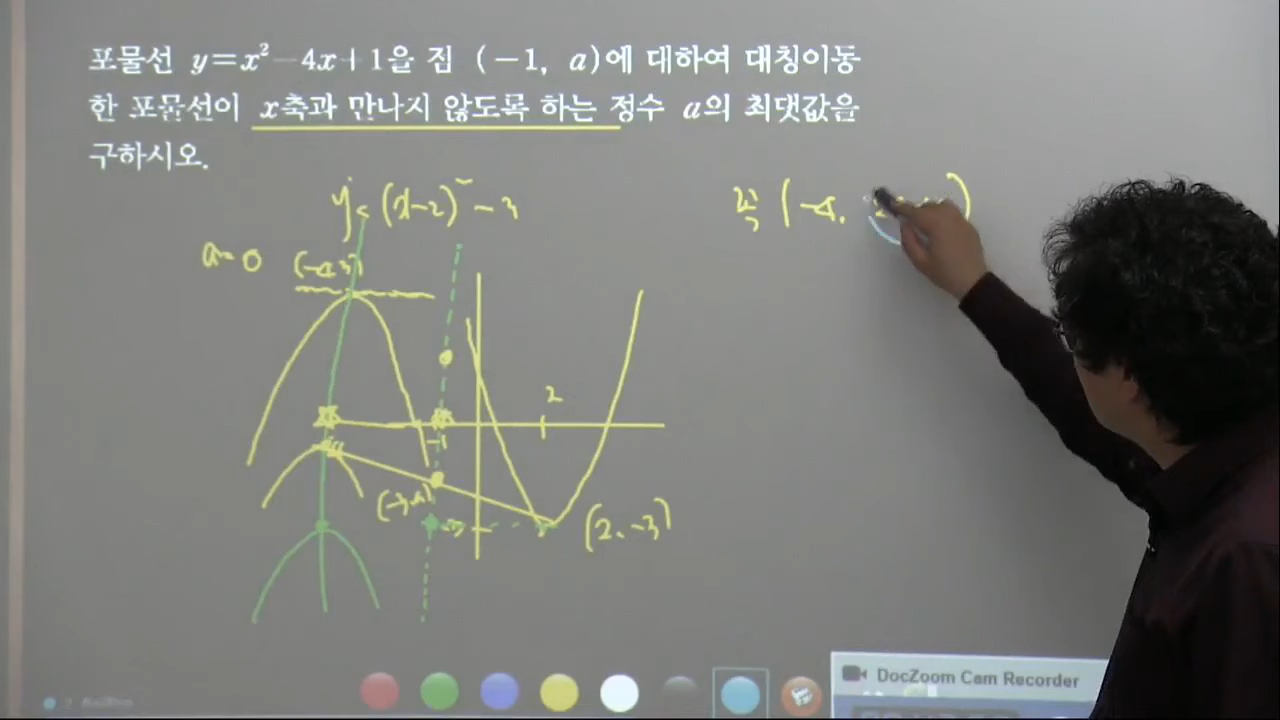 포물선 y=x²-4x+1을 점 (-1, a)에 대하여 대칭이동
한 포물선이 x축과 만나지 않도록 하는 정수 a의 최댓값을
구하시오.
y=(x-2)²-3
꼭 (-4,
a=0
(-4, 3)
2
-1
-3
(2, -3)
DocZoom Cam Recorder